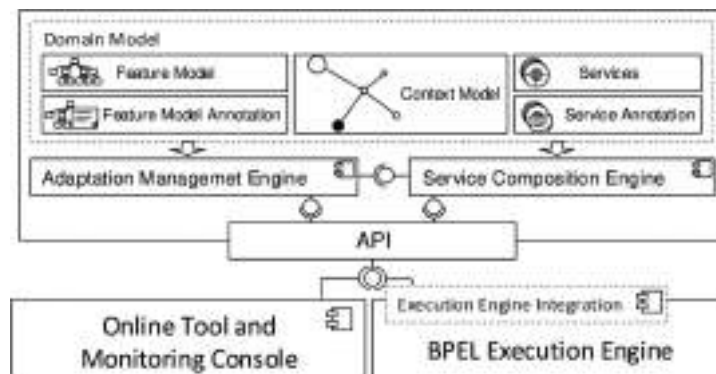 Domain Model
Feature Model
Feature Model Annotation
Context Model
Services
Service Annotation
Adaptation Managemet Engine
Service Composition Engine
API
Execution Engine Integration
Online Tool and
Monitoring Console
BPEL Execution Engine